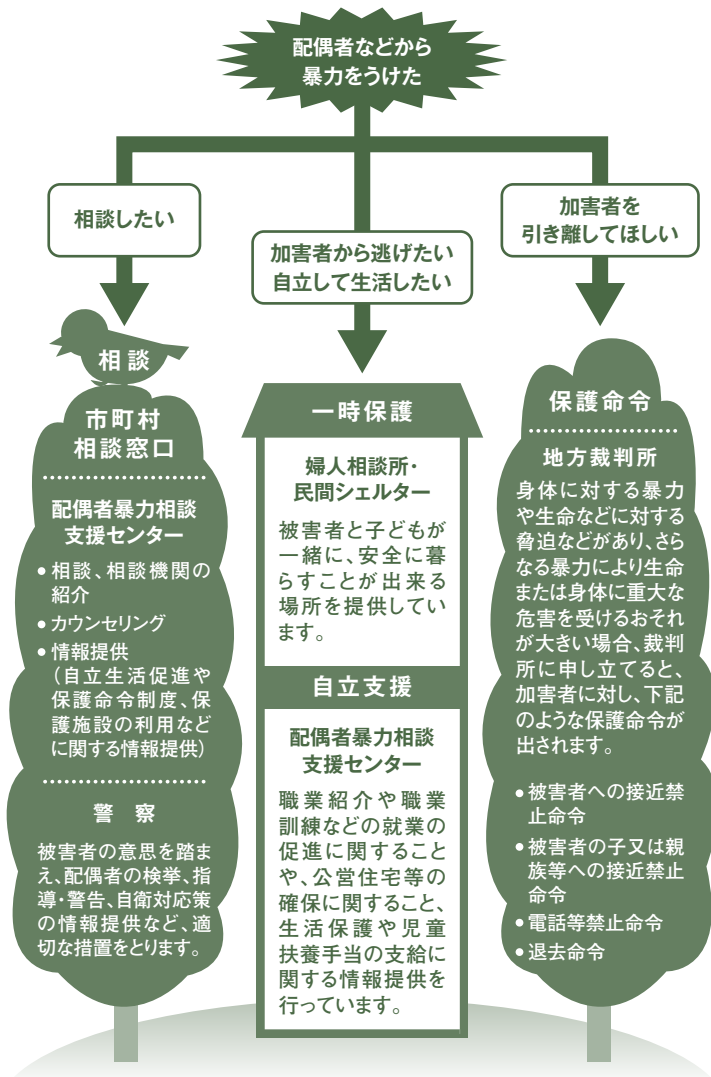 配偶者などから
暴力をうけた
相談したい
加害者から逃げたい
自立して生活したい
加害者を
引き離してほしい
相談
市町村
相談窓口
配偶者暴力相談
支援センター
●相談、相談機関の
紹介
●カウンセリング
●情報提供
（自立生活促進や
保護命令制度、保
護施設の利用など
に関する情報提供）
警察
被害者の意思を踏ま
え、配偶者の検挙、指
導・警告、自衛対応策
の情報提供など、適
切な措置をとります。
一時保護
婦人相談所・
民間シェルター
被害者と子どもが
一緒に、安全に暮
らすことが出来る
場所を提供してい
ます。
自立支援
配偶者暴力相談
支援センター
職業紹介や職業
訓練などの就業の
促進に関すること
や、公営住宅等の
確保に関すること、
生活保護や児童
扶養手当の支給に
関する情報提供を
行っています。
保護命令
地方裁判所
身体に対する暴力
や生命などに対する
脅迫などがあり、さら
なる暴力により生命
または身体に重大な
危害を受けるおそれ
が大きい場合、裁判
所に申し立てると、
加害者に対し、下記
のような保護命令が
出されます。
●被害者への接近禁
止命令
●被害者の子又は親
族等への接近禁止
命令
●電話等禁止命令
●退去命令